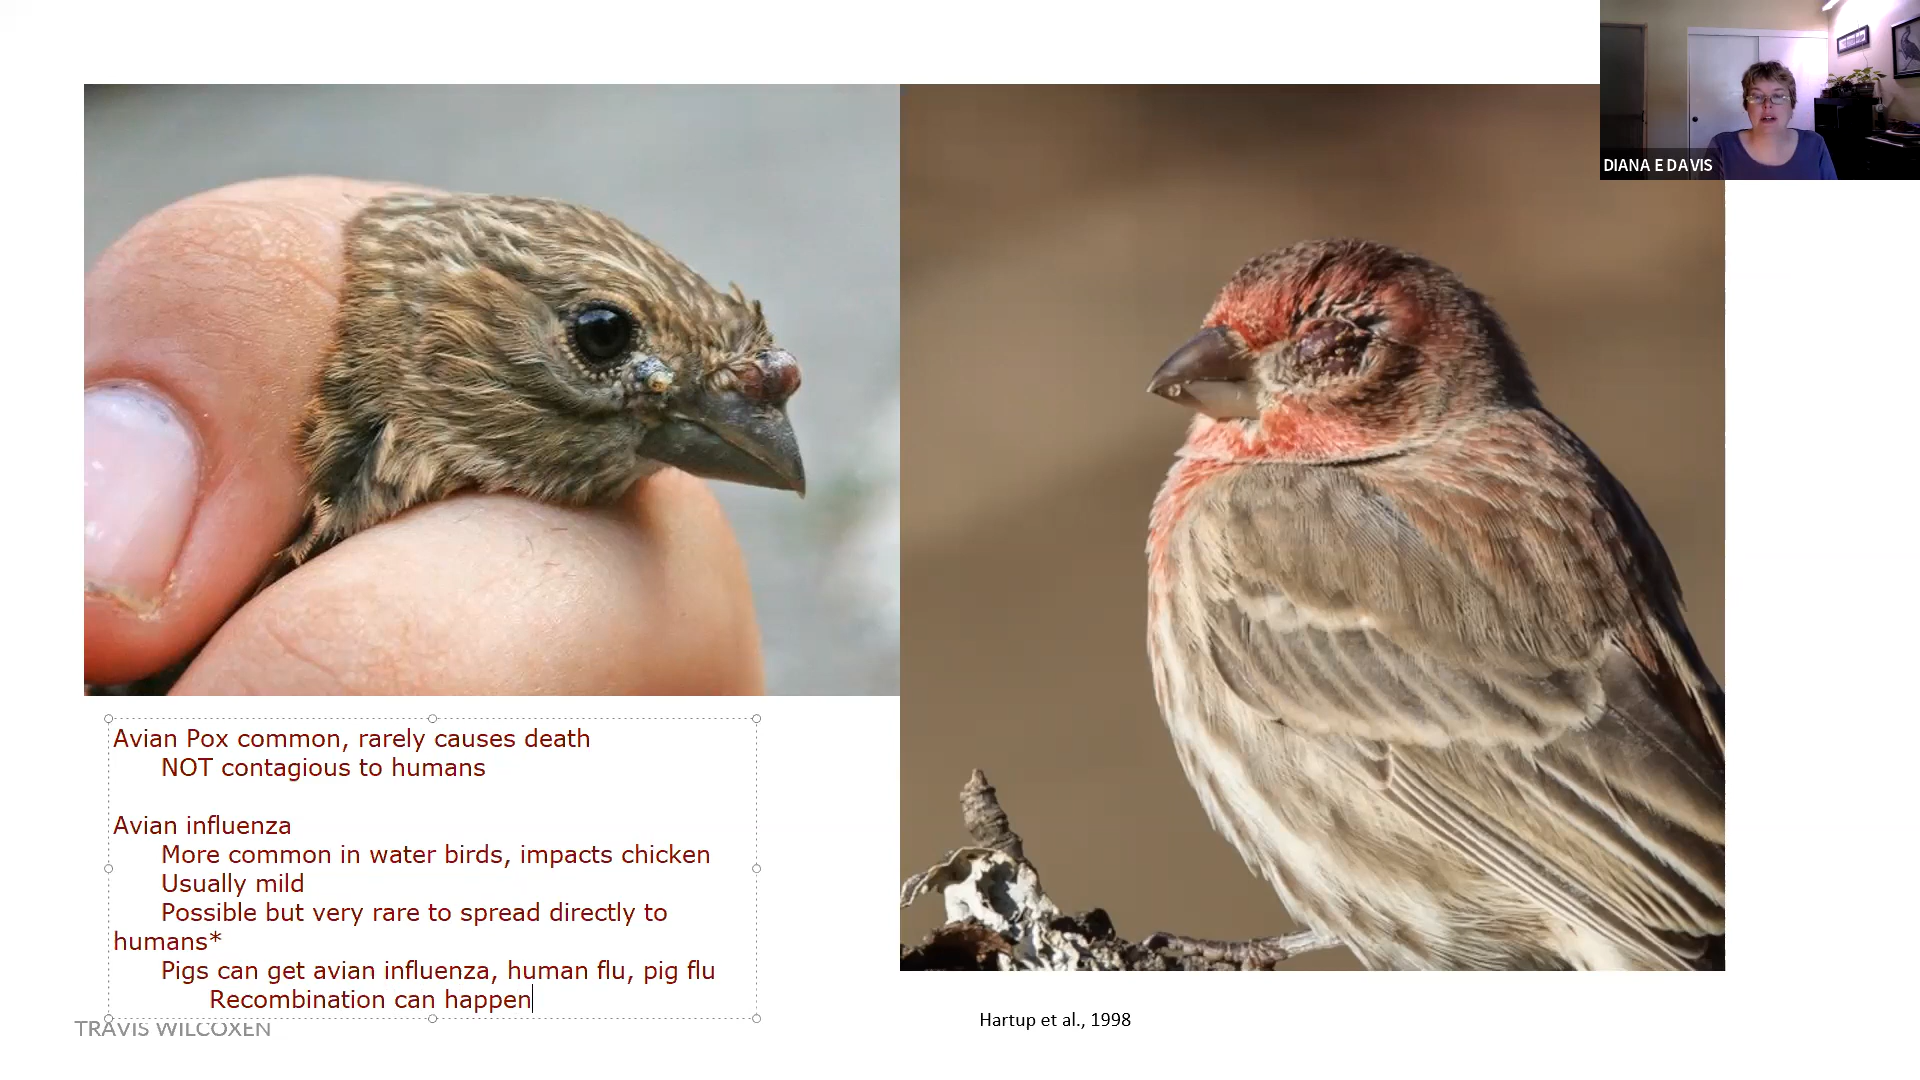 DIANA E DAVIS
Avian Pox common, rarely causes death
NOT contagious to humans
Avian influenza
More common in water birds, impacts chicken
Usually mild
Possible but very rare to spread directly to
humans*
Pigs can get avian influenza, human flu, pig flu
Recombination can happen
TRAVIS WILCOXEN
Hartup et al., 1998